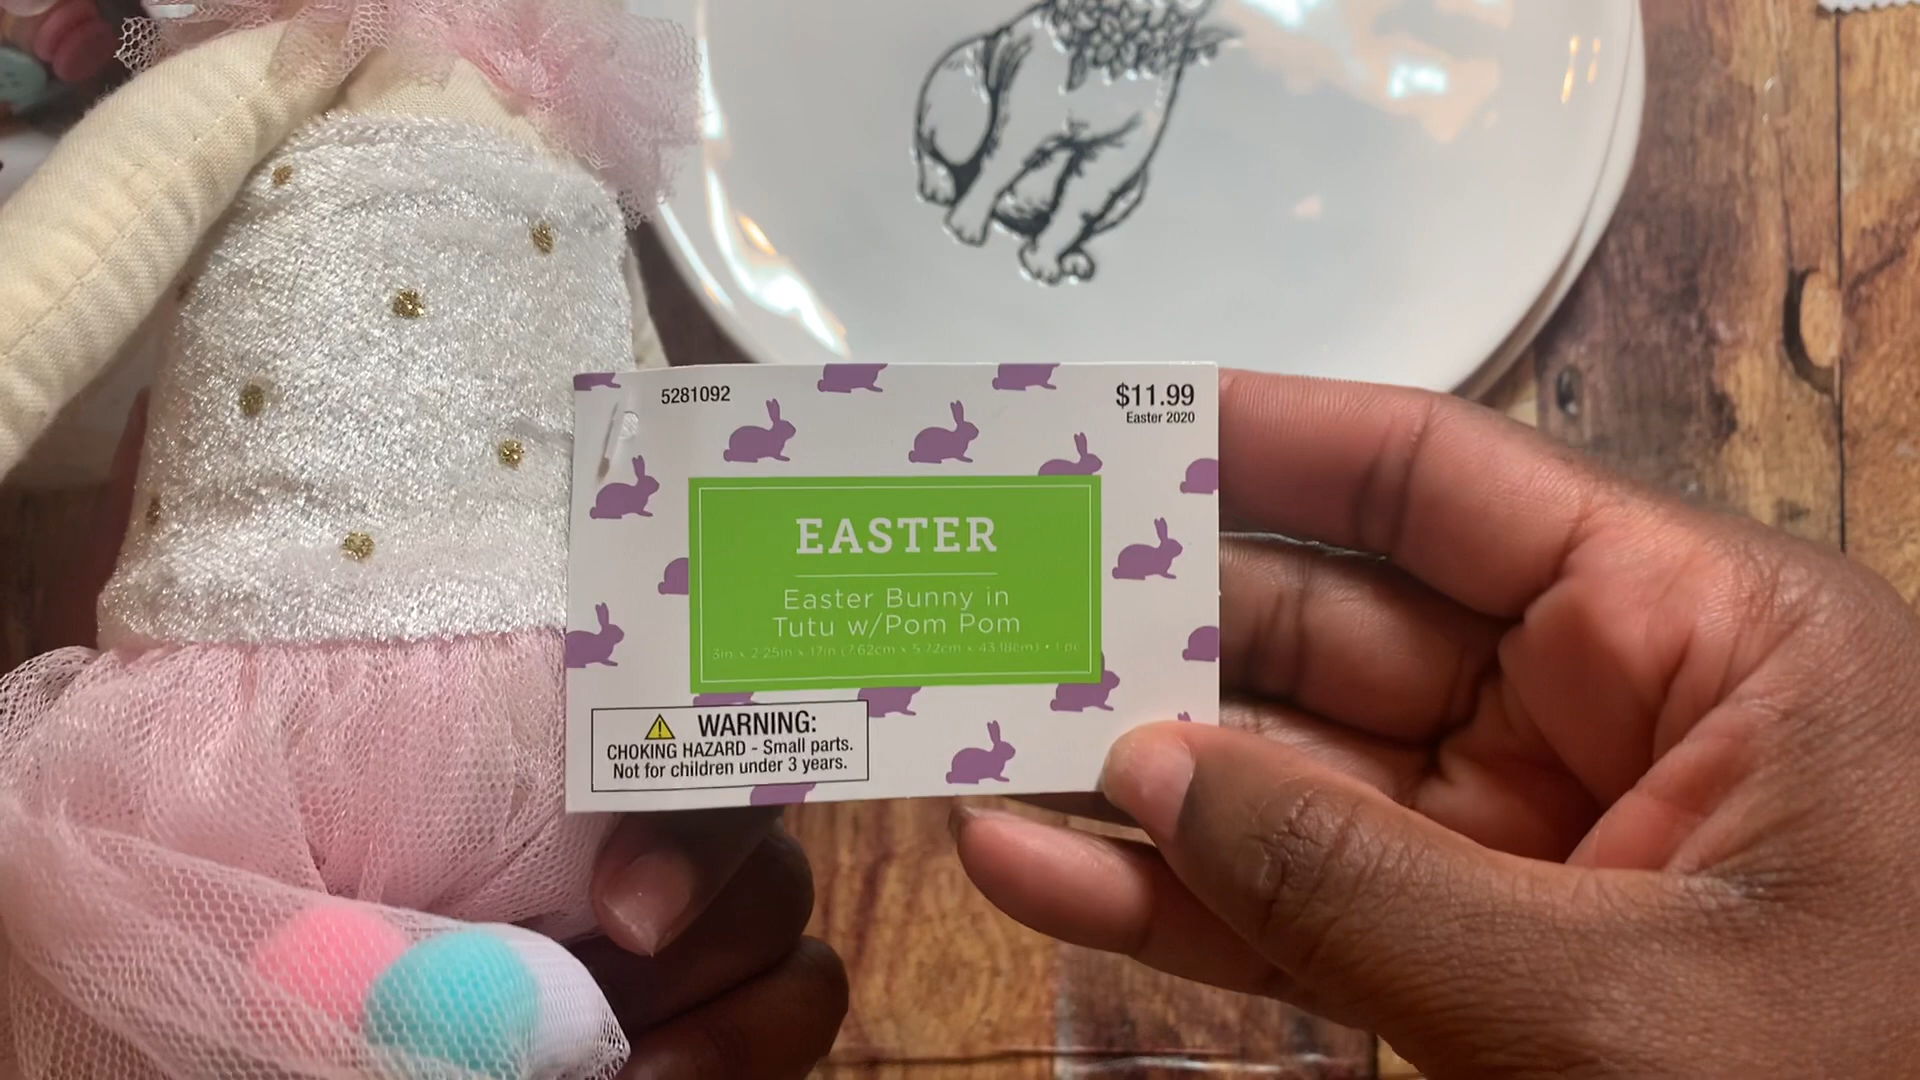 5281092
$11.99
Easter 2020
EASTER
Easter Bunny in
Tutu w/Pom Pom
3in x 2.25in x 17in (7.62cm x 5.72cm x 43.18cm) • 1 pc
WARNING:
CHOKING HAZARD - Small parts.
Not for children under 3 years.